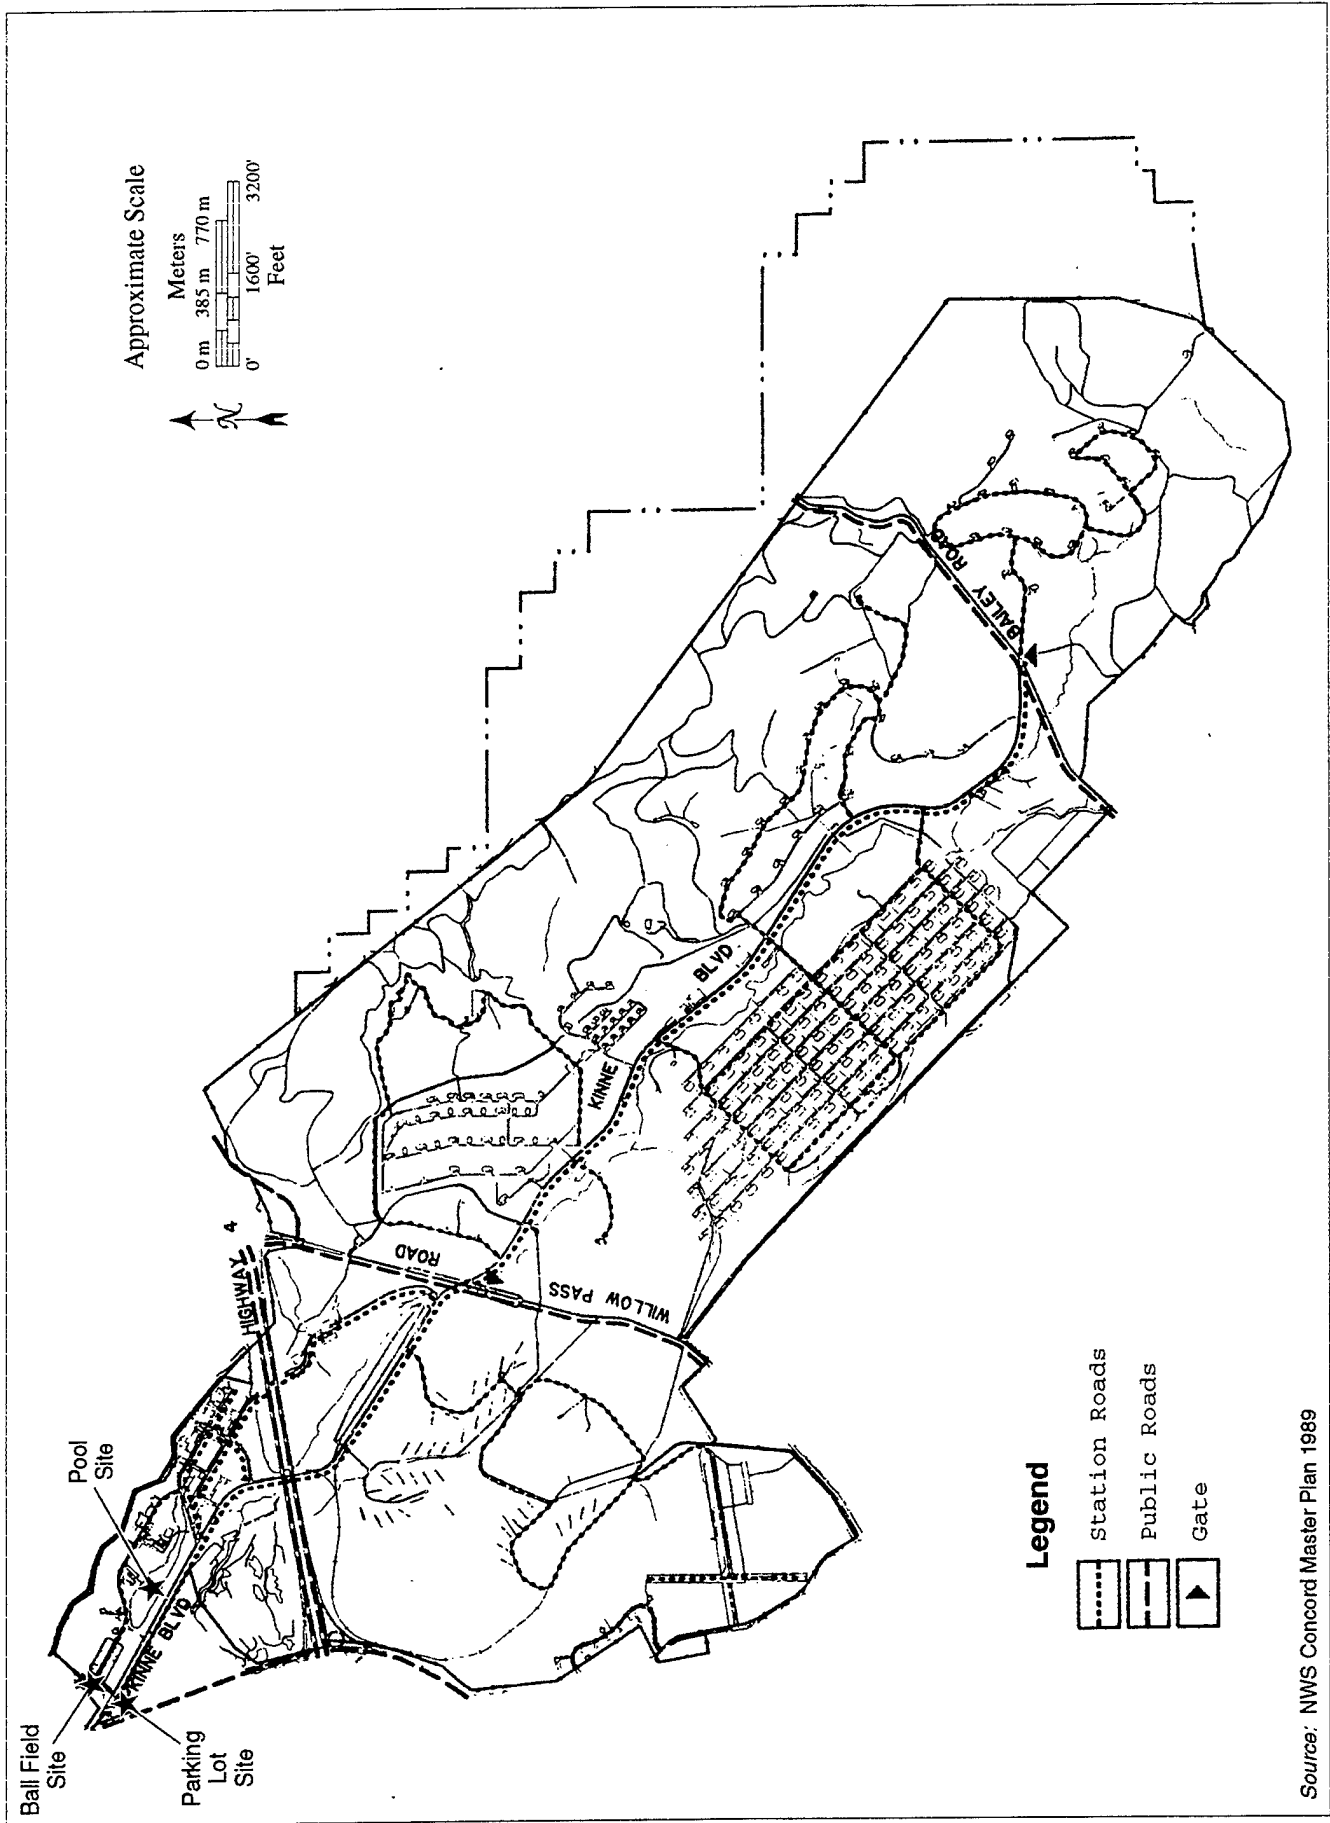 Ball Field
Site
Parking
Lot
Site
Pool
Site
KINNE BLVD
HIGHWAY 4
WILLOW PASS
ROAD
KINNE
BLVD
BAILEY ROAD
N
Approximate Scale
Meters
0 m 385 m 770 m
0' 1600' 3200'
Feet
Legend
Station Roads
Public Roads
Gate
Source: NWS Concord Master Plan 1989